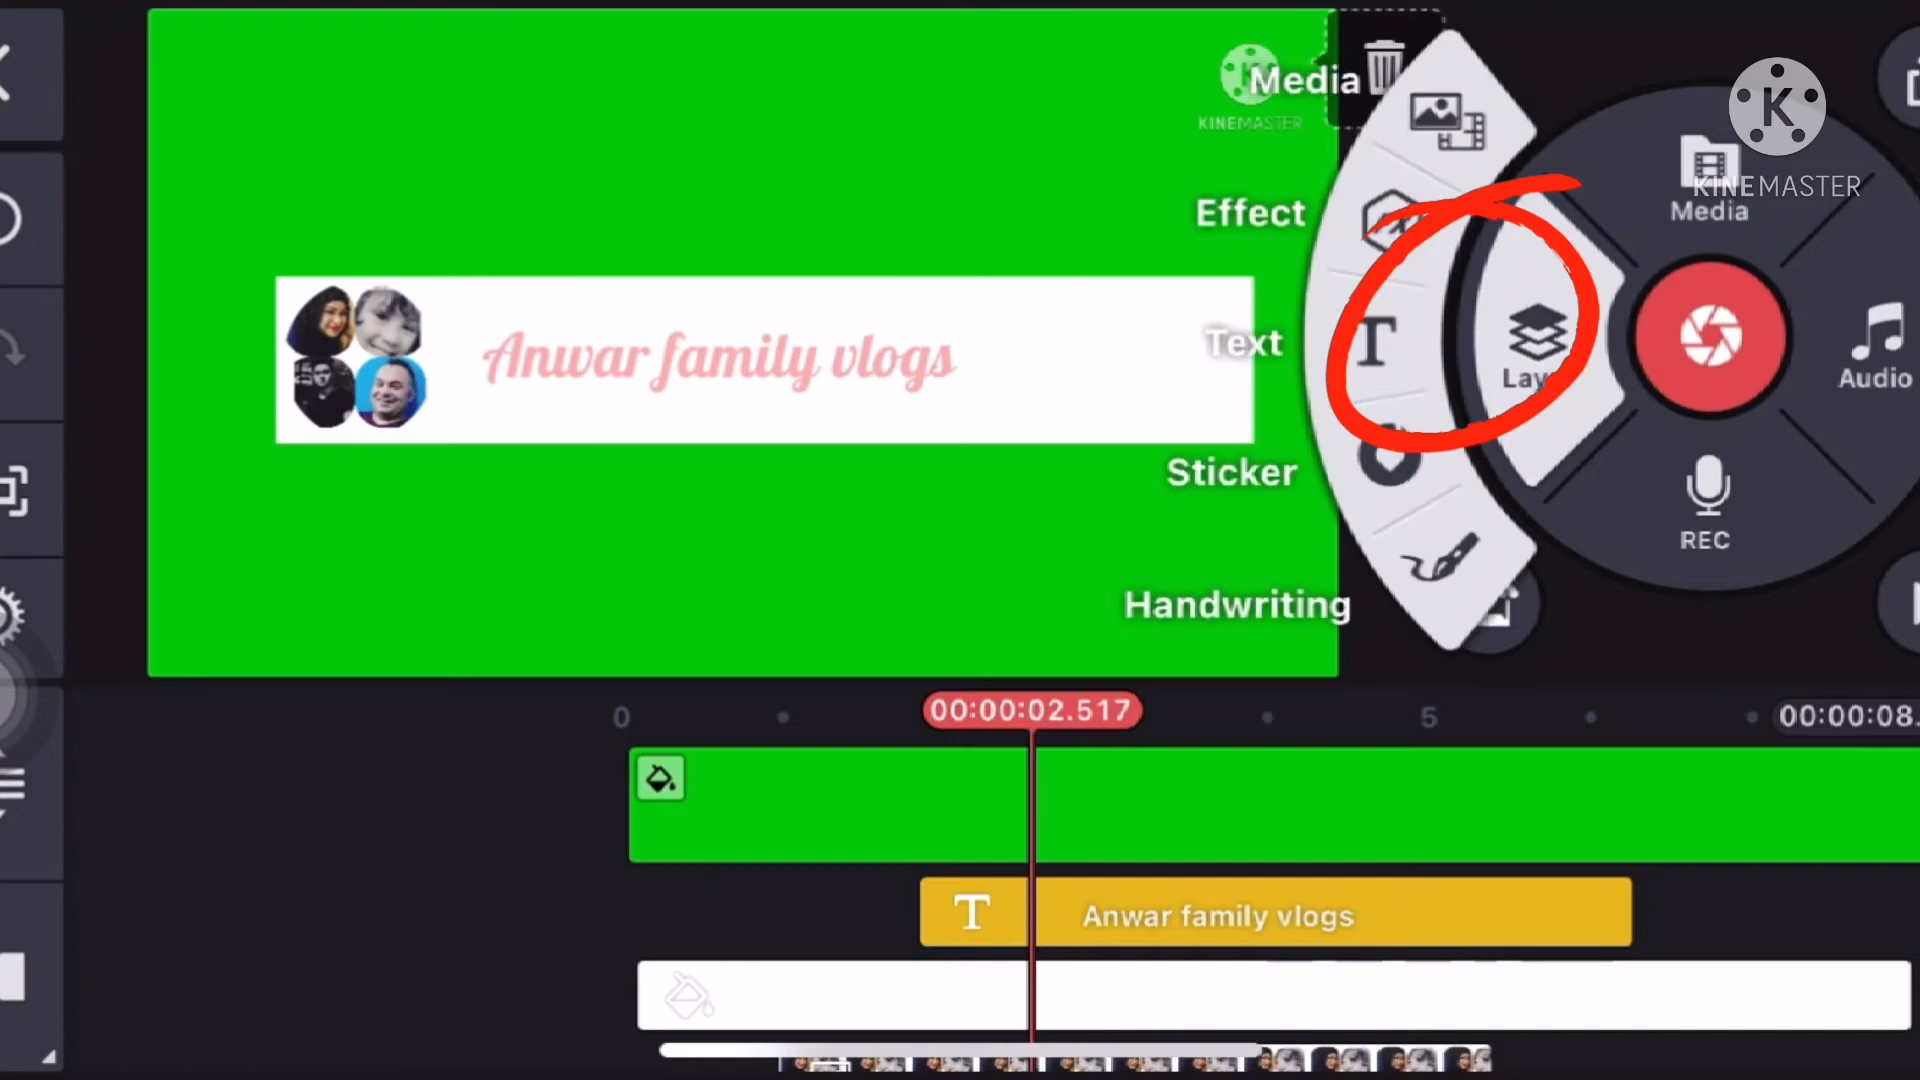 Media
KINEMASTER
KINEMASTER
Media
Effect
Anwar family vlogs
Text
Audio
Sticker
REC
Handwriting
0
00:00:02.517
5
00:00:08.
T
Anwar family vlogs